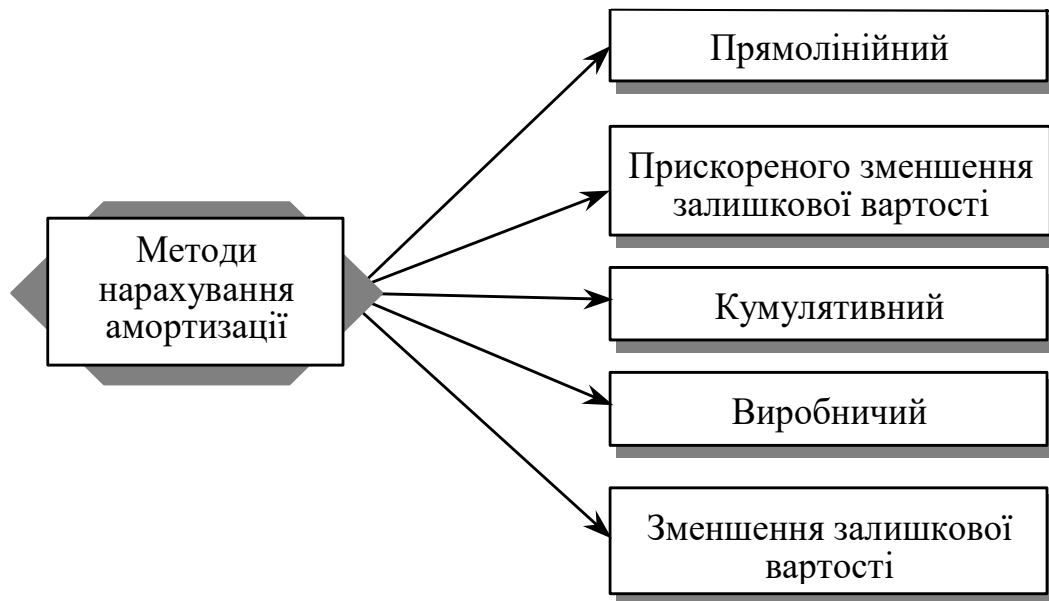 Методи
нарахування
амортизації
Прямолінійний
Прискореного зменшення
залишкової вартості
Кумулятивний
Виробничий
Зменшення залишкової
вартості